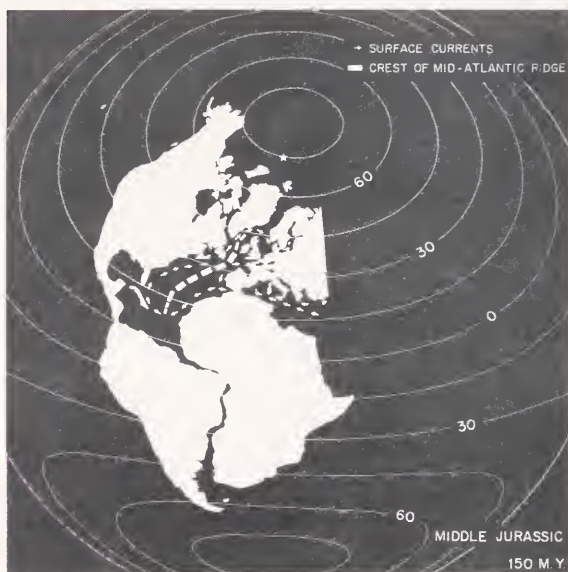 SURFACE CURRENTS
CREST OF MID-ATLANTIC RIDGE
60
30
0
30
60
MIDDLE JURASSIC
150 M.Y.